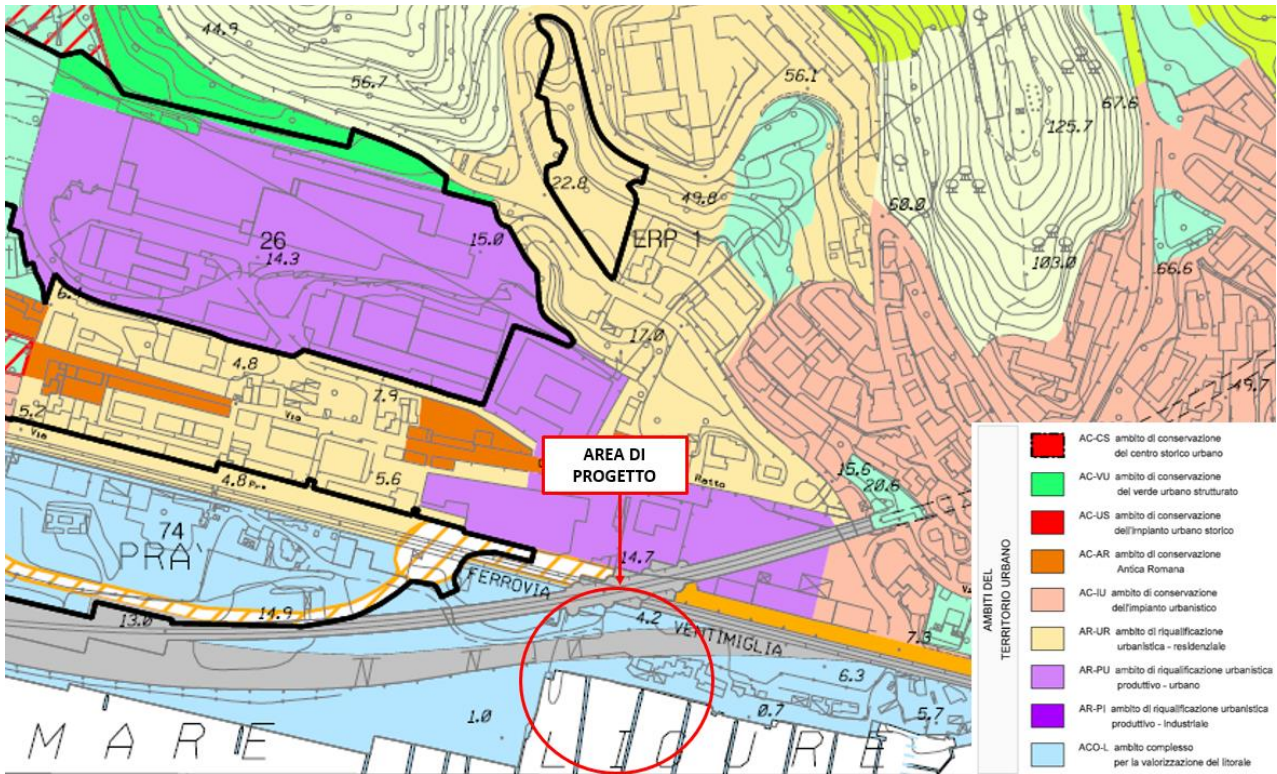 44.9
56.7
56.1
67.6
125.7
22.8
49.8
60.0
ERP 1
26
14.3
15.0
103.0
66.6
17.0
4.8
7.9
49.7
5.2
Via
Via
AREA DI
PROGETTO
Ratto
15.6
20.6
4.8
5.6
74
PRA'
14.7
FERROVIA
14.9
13.0
4.2
VENTIMIGLIA
7.3
6.3
1.0
0.7
5.7
MARE LIGURE
AMBITI DEL
TERRITORIO URBANO
AC-CS ambito di conservazione
del centro storico urbano
AC-VU ambito di conservazione
del verde urbano strutturato
AC-US ambito di conservazione
dell'impianto urbano storico
AC-AR ambito di conservazione
Antica Romana
AC-IU ambito di conservazione
dell'impianto urbanistico
AR-UR ambito di riqualificazione
urbanistica - residenziale
AR-PU ambito di riqualificazione urbanistica
produttivo - urbano
AR-PI ambito di riqualificazione urbanistica
produttivo - industriale
ACO-L ambito complesso
per la valorizzazione del litorale